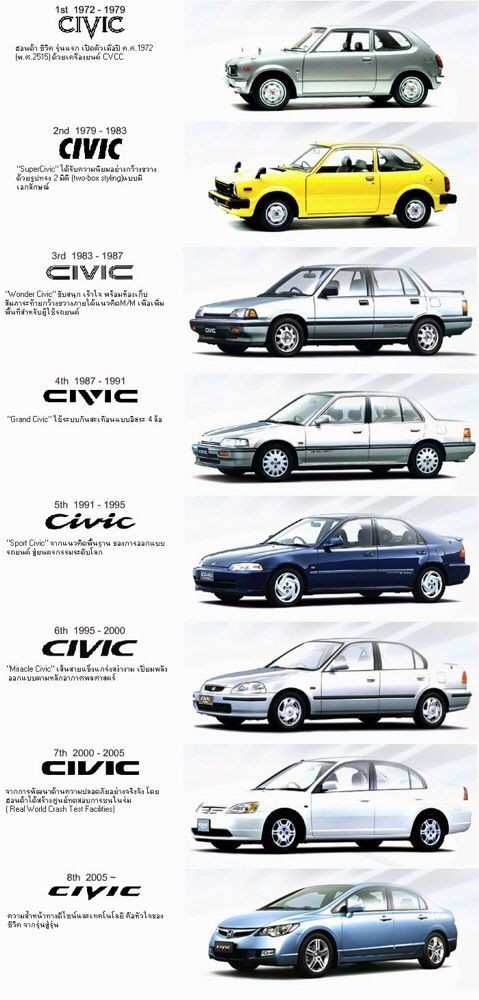 1st 1972 - 1979
CIVIC
ฮอนด้า ซีวิค รุ่นแรก เปิดตัวเมื่อปี ค.ศ.1972
(พ.ศ.2515) ด้วยเครื่องยนต์ CVCC
2nd 1979 - 1983
CIVIC
"SuperCivic" ได้รับความนิยมอย่างกว้างขวาง
ด้วยรูปทรง 2 มิติ (two-box styling)แบบมี
เอกลักษณ์
3rd 1983 - 1987
CIVIC
"Wonder Civic" ขับสนุก เร้าใจ พร้อมห้องเก็บ
สัมภาระท้ายกว้างขวางภายใต้แนวคิดM/M เพื่อเพิ่ม
พื้นที่สำหรับผู้ใช้รถยนต์
CIVIC
4th 1987 - 1991
CIVIC
"Grand Civic" ใช้ระบบกันสะเทือนแบบอิสระ 4 ล้อ
5th 1991 - 1995
Civic
"Sport Civic" จากแนวคิดพื้นฐาน ของการออกแบบ
รถยนต์ สู่ยนตรกรรมระดับโลก
6th 1995 - 2000
CIVIC
"Miracle Civic" เส้นสายแข็งแกร่งสง่างาม เปี่ยมพลัง
ออกแบบตามหลักอากาศพลศาสตร์
7th 2000 - 2005
CIVIC
จากการพัฒนาด้านความปลอดภัยอย่างจริงจัง โดย
ฮอนด้าได้สร้างศูนย์ทดสอบการชนในร่ม
( Real World Crash Test Facilities)
8th 2005 ~
CIVIC
ความล้ำหน้าทางดีไซน์และเทคโนโลยี คือหัวใจของ
ซีวิค จากรุ่นสู่รุ่น